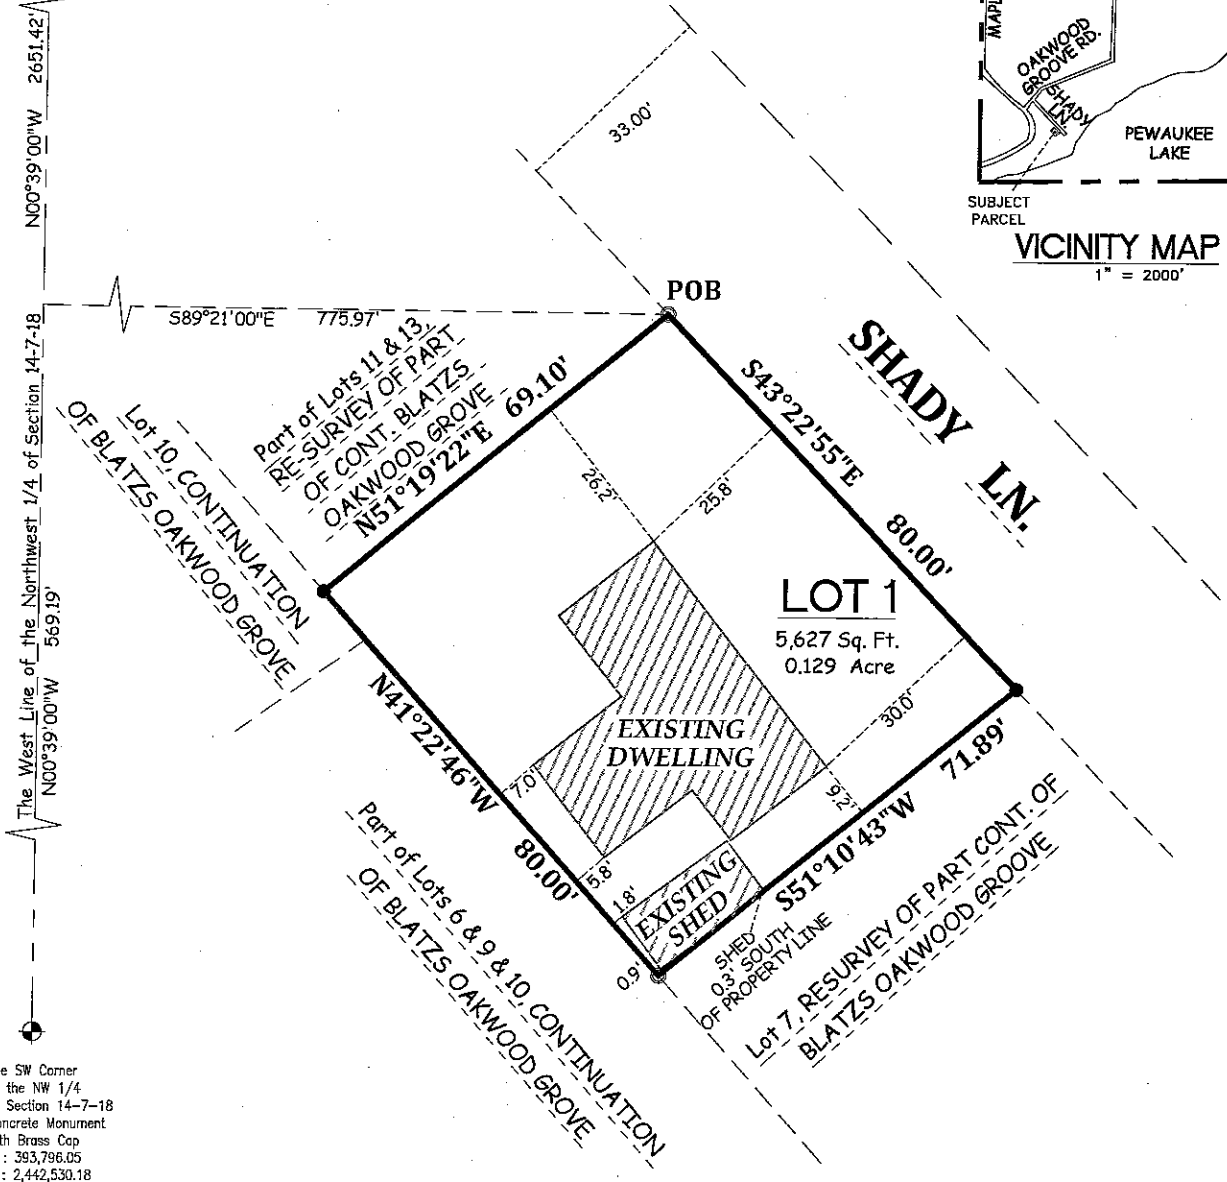 N00°39'00"W 2651.42'
33.00'
OAKWOOD
GROOVE RD.
SHADY
LN
PEWAUKEE
LAKE
SUBJECT
PARCEL
VICINITY MAP
1" = 2000'
POB
S89°21'00"E 775.97'
Part of Lots 11 & 13,
RE-SURVEY OF PART
OF CONT. BLATZS
OAKWOOD GROVE
N51°19'22"E 69.10'
Lot 10, CONTINUATION
OF BLATZS OAKWOOD GROVE
SHADY LN.
S43°22'55"E 80.00'
26.2'
25.8'
LOT 1
5,627 Sq. Ft.
0.129 Acre
The West Line of the Northwest 1/4 of Section 14-7-18
N00°39'00"W 569.19'
N41°22'46"W 80.00'
EXISTING
DWELLING
30.0'
7.0'
9.2'
S51°10'43"W 71.89'
5.8'
1.8'
EXISTING
SHED
0.9'
SHED
0.3' SOUTH
OF PROPERTY LINE
Part of Lots 6 & 9 & 10, CONTINUATION
OF BLATZS OAKWOOD GROVE
Lot 7, RESURVEY OF PART CONT. OF
BLATZS OAKWOOD GROOVE
SW Corner
the NW 1/4
Section 14-7-18
Monument
Brass Cap
: 393,796.05
: 2,442,530.18